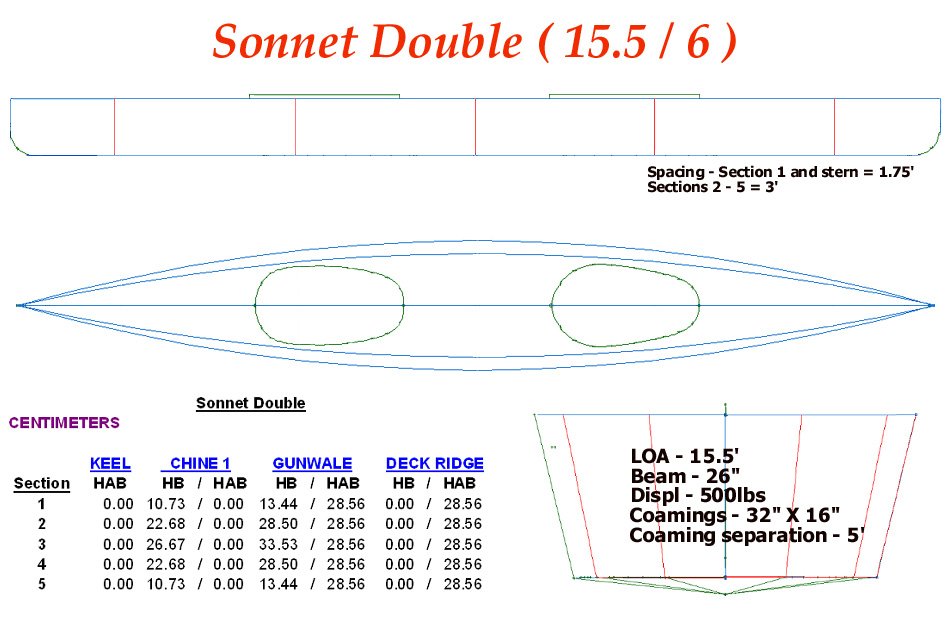 Sonnet Double ( 15.5 / 6 )
Spacing - Section 1 and stern = 1.75'
Sections 2 - 5 = 3'
Sonnet Double
CENTIMETERS
KEEL CHINE 1 GUNWALE DECK RIDGE
Section HAB HB / HAB HB / HAB HB / HAB
1 0.00 10.73 / 0.00 13.44 / 28.56 0.00 / 28.56
2 0.00 22.68 / 0.00 28.50 / 28.56 0.00 / 28.56
3 0.00 26.67 / 0.00 33.53 / 28.56 0.00 / 28.56
4 0.00 22.68 / 0.00 28.50 / 28.56 0.00 / 28.56
5 0.00 10.73 / 0.00 13.44 / 28.56 0.00 / 28.56
LOA - 15.5'
Beam - 26"
Displ - 500lbs
Coamings - 32" X 16"
Coaming separation - 5'